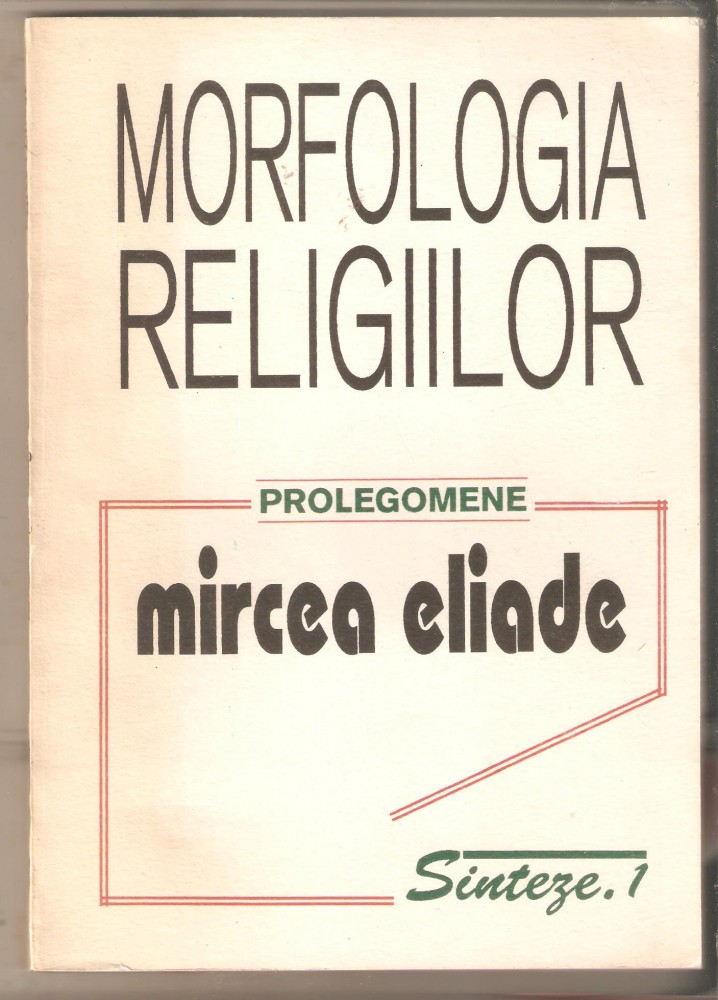 MORFOLOGIA
RELIGIILOR
PROLEGOMENE
mircea eliade
Sinteze.1